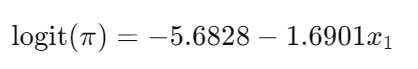 logit(π) = −5.6828 − 1.6901x₁